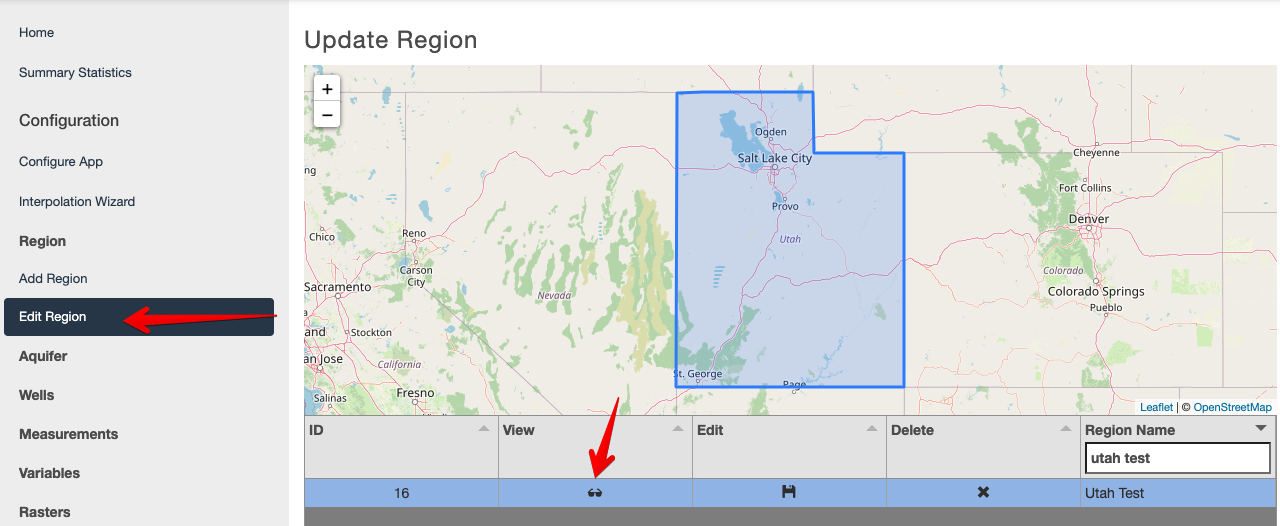 Home
Summary Statistics
Configuration
Configure App
Interpolation Wizard
Region
Add Region
Edit Region
Aquifer
Wells
Measurements
Variables
Rasters
Update Region
+
−
Ogden
Salt Lake City
Cheyenne
ng
Fort Collins
Provo
Chico
Reno
Denver
Utah
Carson
City
Colorado
Sacramento
Nevada
Colorado Springs
Pueblo
Stockton
and
an Jose
California
St. George
Page
Salinas
Fresno
Leaflet | © OpenStreetMap
ID View Edit Delete Region Name
utah test
16 Utah Test